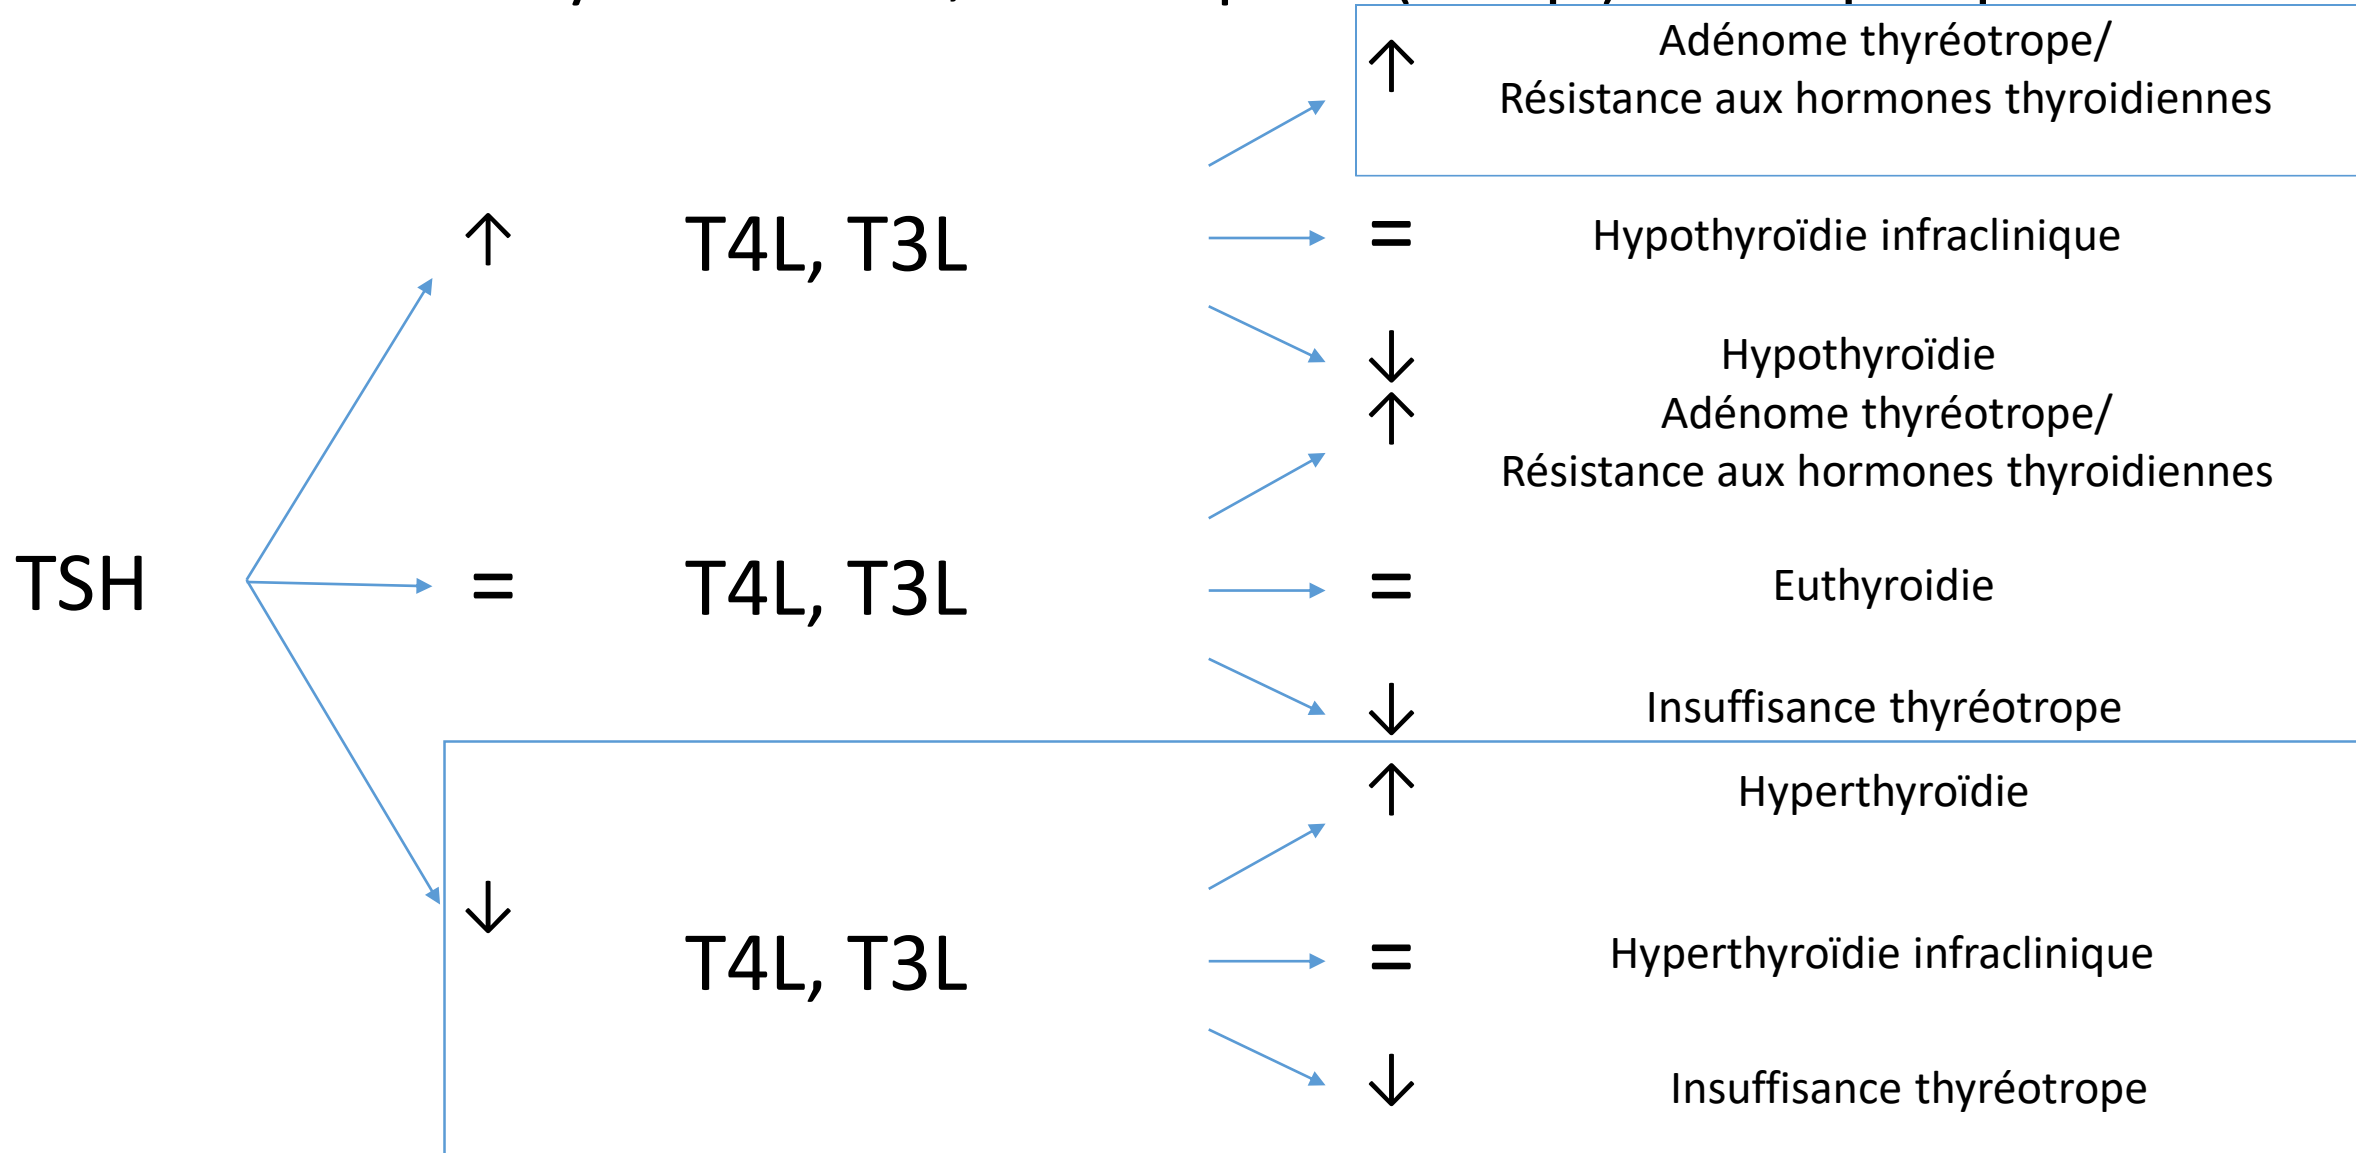 ↑ Adénome thyréotrope/
Résistance aux hormones thyroidiennes
↑ T4L, T3L = Hypothyroïdie infraclinique
↓ Hypothyroïdie
↑ Adénome thyréotrope/
Résistance aux hormones thyroidiennes
TSH = T4L, T3L = Euthyroidie
↓ Insuffisance thyréotrope
↑ Hyperthyroïdie
↓ T4L, T3L = Hyperthyroïdie infraclinique
↓ Insuffisance thyréotrope